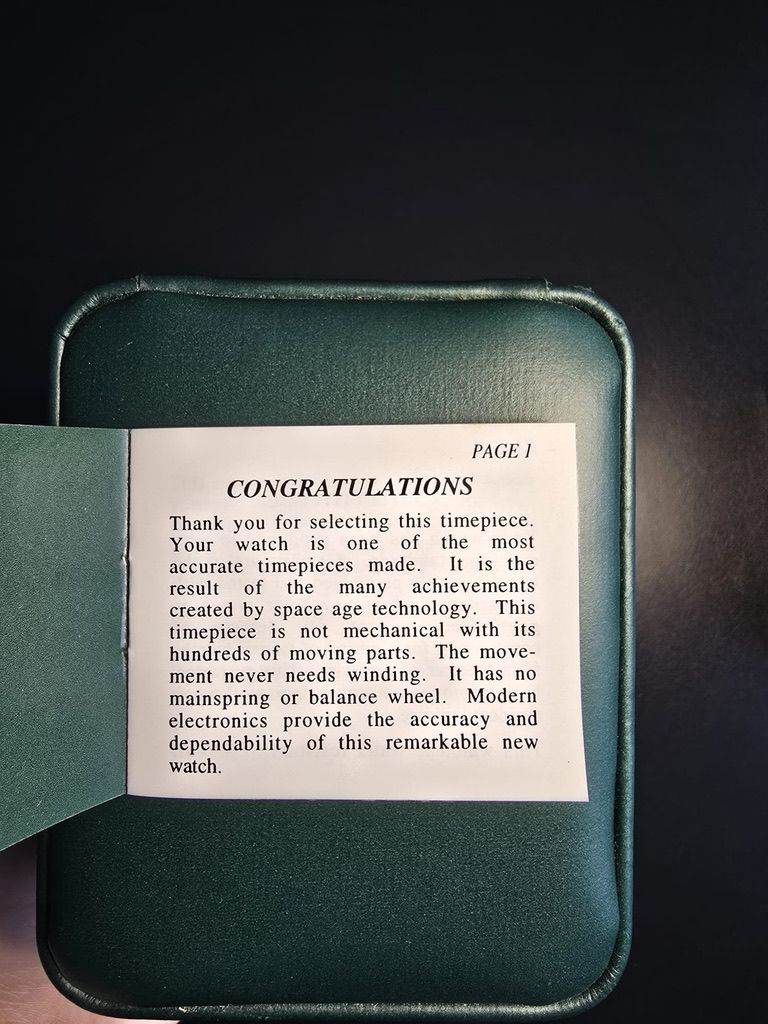 PAGE 1
CONGRATULATIONS
Thank you for selecting this timepiece.
Your watch is one of the most
accurate timepieces made. It is the
result of the many achievements
created by space age technology. This
timepiece is not mechanical with its
hundreds of moving parts. The move-
ment never needs winding. It has no
mainspring or balance wheel. Modern
electronics provide the accuracy and
dependability of this remarkable new
watch.